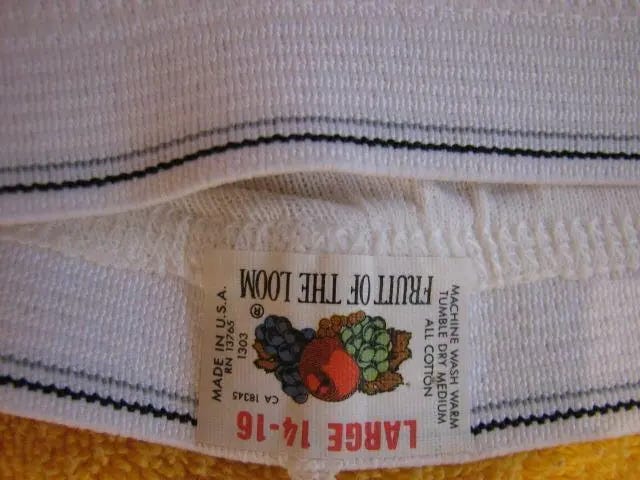 FRUIT OF THE LOOM
®
MACHINE WASH WARM
TUMBLE DRY MEDIUM
ALL COTTON
MADE IN U.S.A.
RN 13765
1303
CA 18345
LARGE 14-16